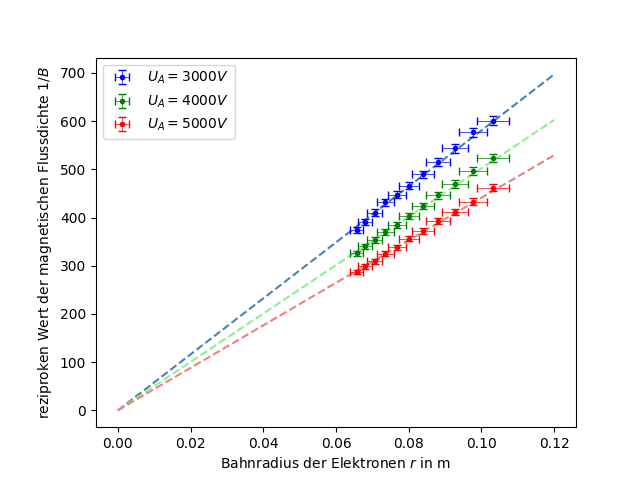 reziproken Wert der magnetischen Flussdichte 1/B
700
600
500
400
300
200
100
0
U_A = 3000V
U_A = 4000V
U_A = 5000V
0.00 0.02 0.04 0.06 0.08 0.10 0.12
Bahnradius der Elektronen r in m